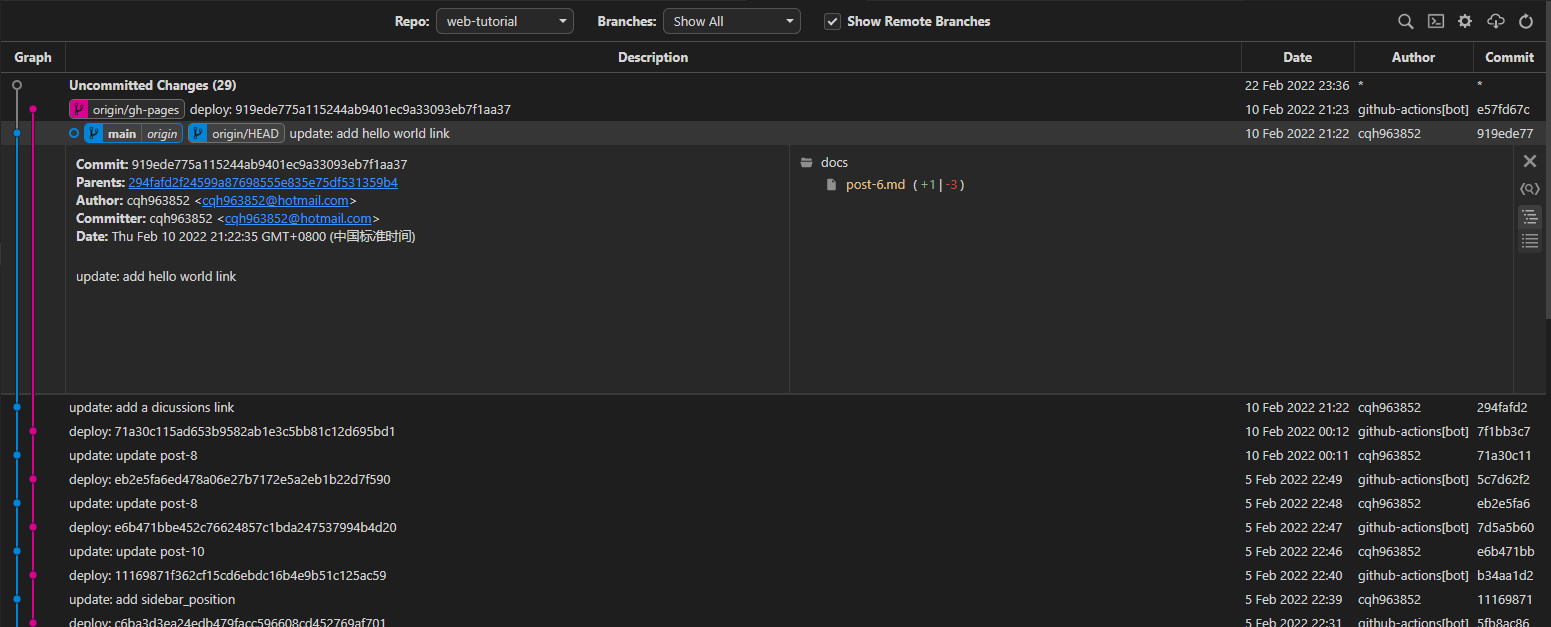 Repo: web-tutorial Branches: Show All Show Remote Branches
Graph Description Date Author Commit
Uncommitted Changes (29) 22 Feb 2022 23:36 * *
origin/gh-pages deploy: 919ede775a115244ab9401ec9a33093eb7f1aa37 10 Feb 2022 21:23 github-actions[bot] e57fd67c
main origin origin/HEAD update: add hello world link 10 Feb 2022 21:22 cqh963852 919ede77
Commit: 919ede775a115244ab9401ec9a33093eb7f1aa37
Parents: 294fafd2f24599a87698555e835e75df531359b4
Author: cqh963852 <cqh963852@hotmail.com>
Committer: cqh963852 <cqh963852@hotmail.com>
Date: Thu Feb 10 2022 21:22:35 GMT+0800 (中国标准时间)
update: add hello world link
docs
post-6.md ( +1 | -3 )
update: add a dicussions link 10 Feb 2022 21:22 cqh963852 294fafd2
deploy: 71a30c115ad653b9582ab1e3c5bb81c12d695bd1 10 Feb 2022 00:12 github-actions[bot] 7f1bb3c7
update: update post-8 10 Feb 2022 00:11 cqh963852 71a30c11
deploy: eb2e5fa6ed478a06e27b7172e5a2eb1b22d7f590 5 Feb 2022 22:49 github-actions[bot] 5c7d62f2
update: update post-8 5 Feb 2022 22:48 cqh963852 eb2e5fa6
deploy: e6b471bbe452c76624857c1bda247537994b4d20 5 Feb 2022 22:47 github-actions[bot] 7d5a5b60
update: update post-10 5 Feb 2022 22:46 cqh963852 e6b471bb
deploy: 11169871f362cf15cd6ebdc16b4e9b51c125ac59 5 Feb 2022 22:40 github-actions[bot] b34aa1d2
update: add sidebar_position 5 Feb 2022 22:39 cqh963852 11169871
deploy: c6ba3d3ea24edb479facc596608cd452769af701 5 Feb 2022 22:31 github-actions[bot] 5fb8ac86